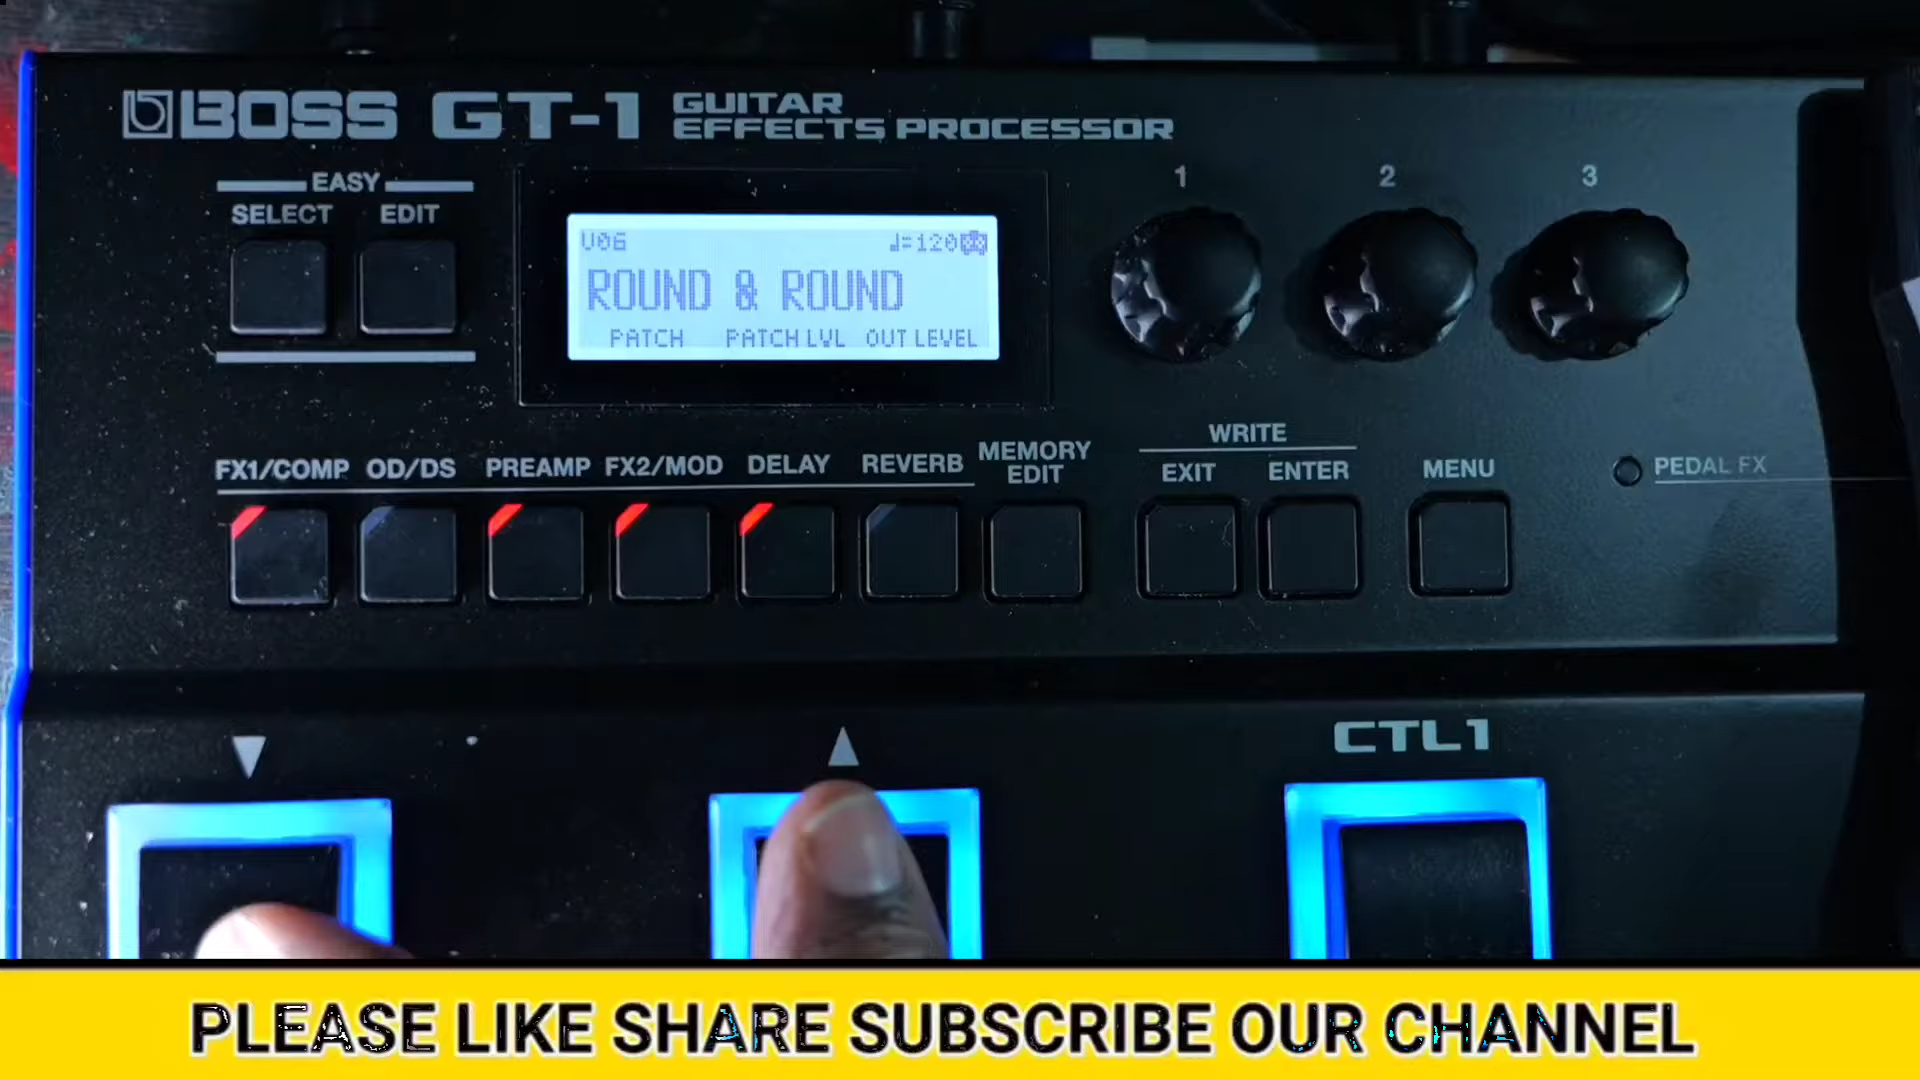 BOSS GT-1 GUITAR EFFECTS PROCESSOR
EASY
SELECT EDIT
1 2 3
U06 ♩=120
ROUND & ROUND
PATCH PATCH LVL OUT LEVEL
FX1/COMP OD/DS PREAMP FX2/MOD DELAY REVERB MEMORY EDIT
WRITE
EXIT ENTER MENU PEDAL FX
▼ ▲ CTL1
PLEASE LIKE SHARE SUBSCRIBE OUR CHANNEL